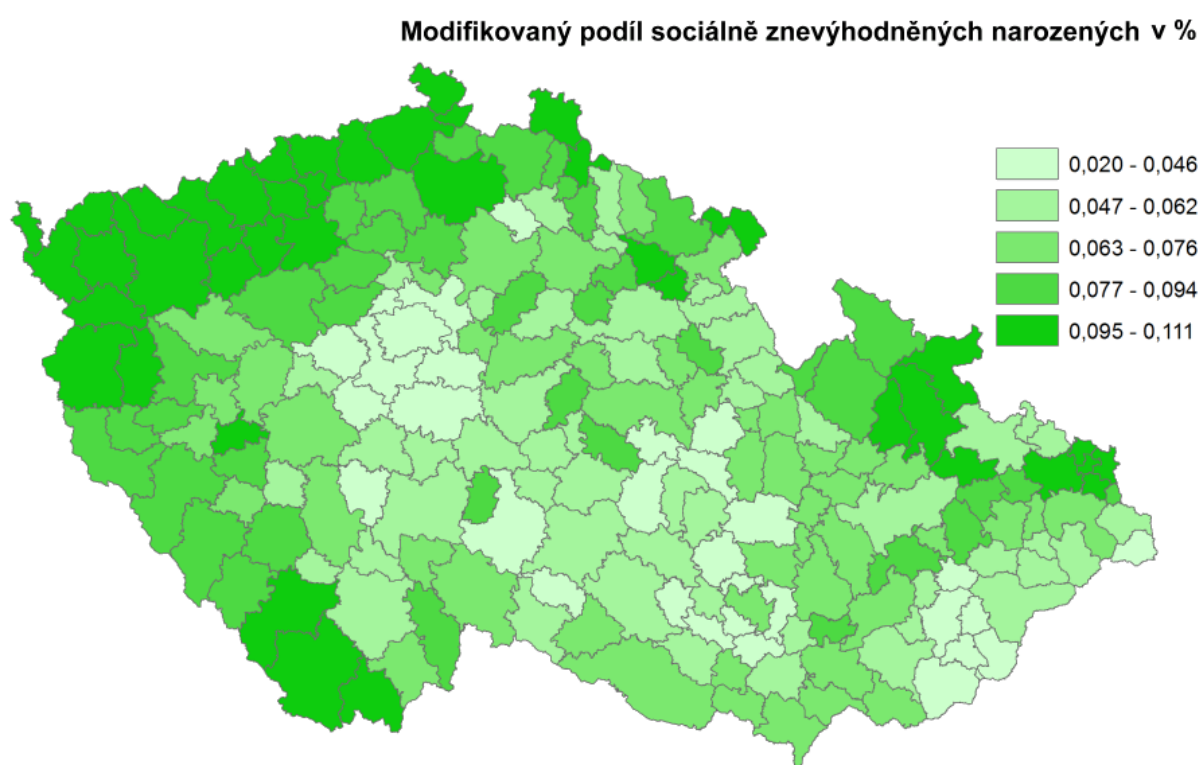 Modifikovaný podíl sociálně znevýhodněných narozených v %
0,020 - 0,046
0,047 - 0,062
0,063 - 0,076
0,077 - 0,094
0,095 - 0,111